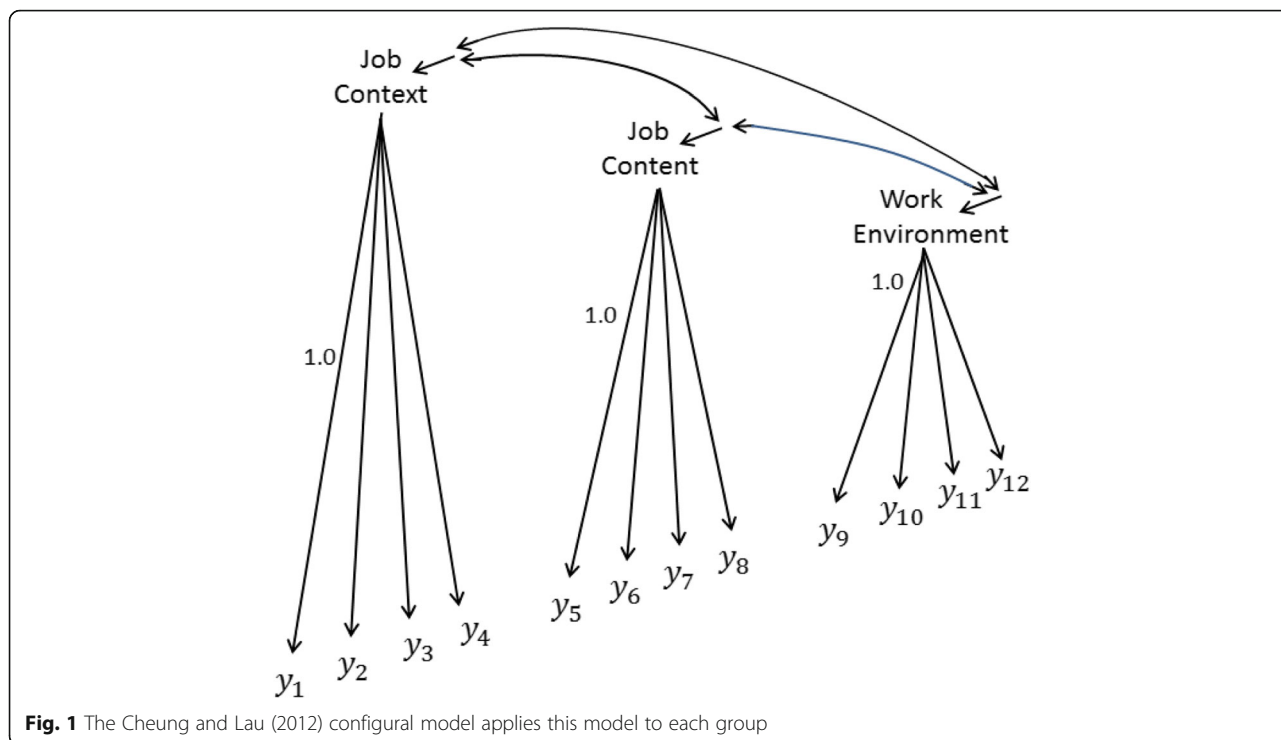 Job
Context
Job
Content
Work
Environment
1.0
1.0
1.0
y₁
y₂
y₃
y₄
y₅
y₆
y₇
y₈
y₉
y₁₀
y₁₁
y₁₂
Fig. 1 The Cheung and Lau (2012) configural model applies this model to each group